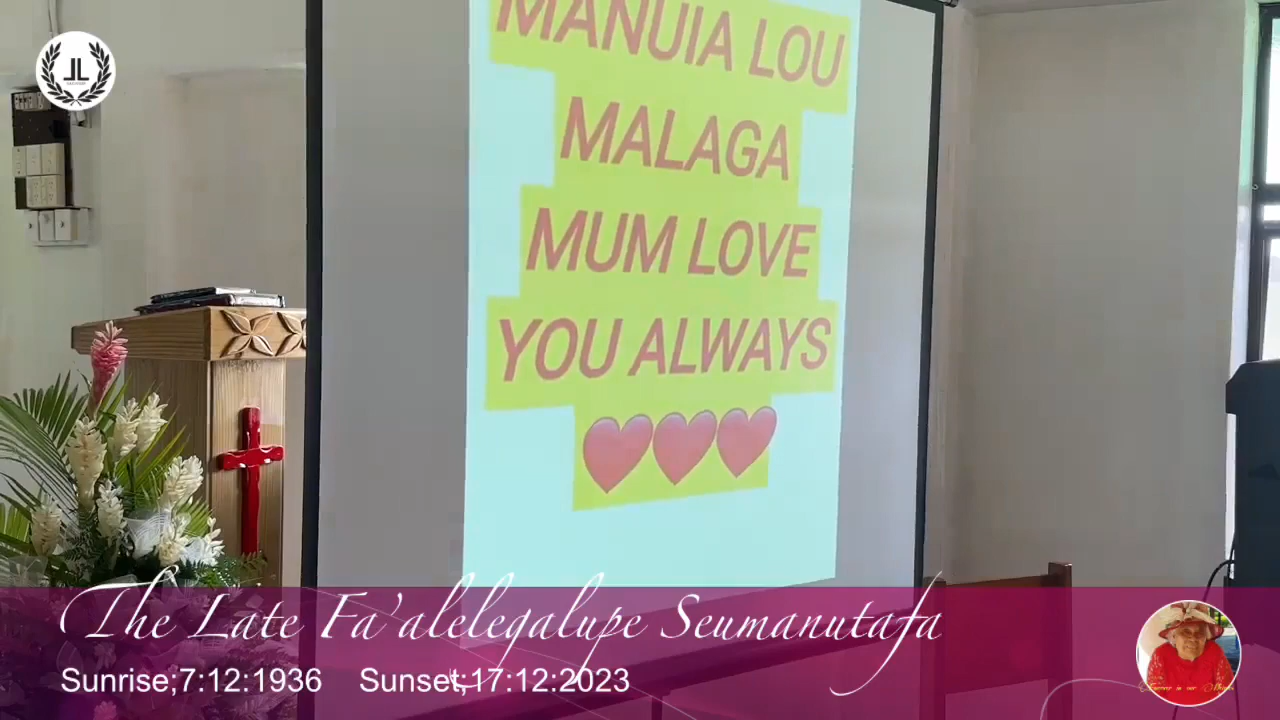 JL
MANUIA LOU
MALAGA
MUM LOVE
YOU ALWAYS
The Late Fa'alelegalupe Seumanutafa
Sunrise;7:12:1936 Sunset;17:12:2023